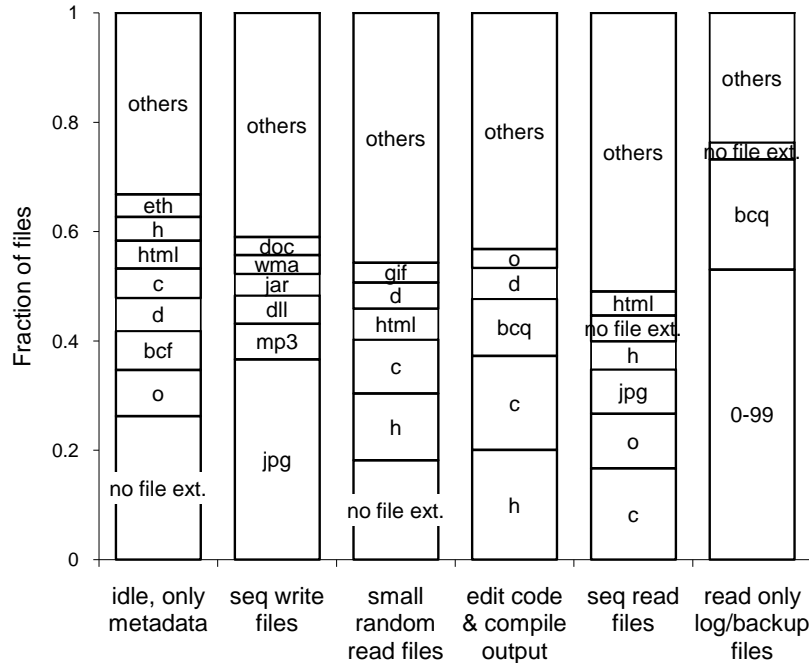 Fraction of files
1
0.8
0.6
0.4
0.2
0
others
eth
h
html
c
d
bcf
o
no file ext.
others
doc
wma
jar
dll
mp3
jpg
others
gif
d
html
c
h
no file ext.
others
o
d
bcq
c
h
others
html
no file ext.
h
jpg
o
c
others
no file ext.
bcq
0-99
idle, only
metadata
seq write
files
small
random
read files
edit code
& compile
output
seq read
files
read only
log/backup
files